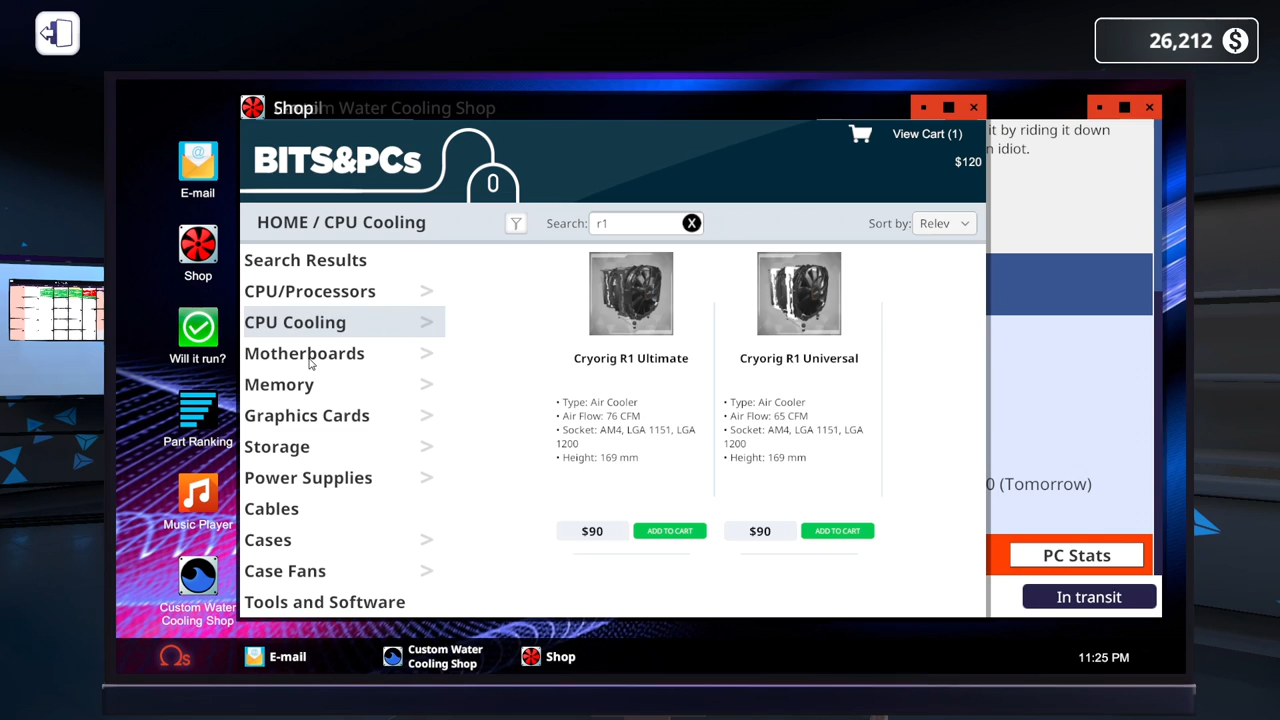 26,212 $
Shop
Custom Water Cooling Shop
it by riding it down
n idiot.
BITS&PCs
View Cart (1)
$120
HOME / CPU Cooling
Search: r1 X
Sort by: Relev
Search Results
CPU/Processors >
CPU Cooling >
Motherboards >
Memory >
Graphics Cards >
Storage >
Power Supplies >
Cables
Cases >
Case Fans >
Tools and Software
Cryorig R1 Ultimate
• Type: Air Cooler
• Air Flow: 76 CFM
• Socket: AM4, LGA 1151, LGA
1200
• Height: 169 mm
$90 ADD TO CART
Cryorig R1 Universal
• Type: Air Cooler
• Air Flow: 65 CFM
• Socket: AM4, LGA 1151, LGA
1200
• Height: 169 mm
$90 ADD TO CART
0 (Tomorrow)
PC Stats
In transit
E-mail
Shop
Will it run?
Part Ranking
Music Player
Custom Water
Cooling Shop
Ωs
E-mail
Custom Water
Cooling Shop
Shop
11:25 PM